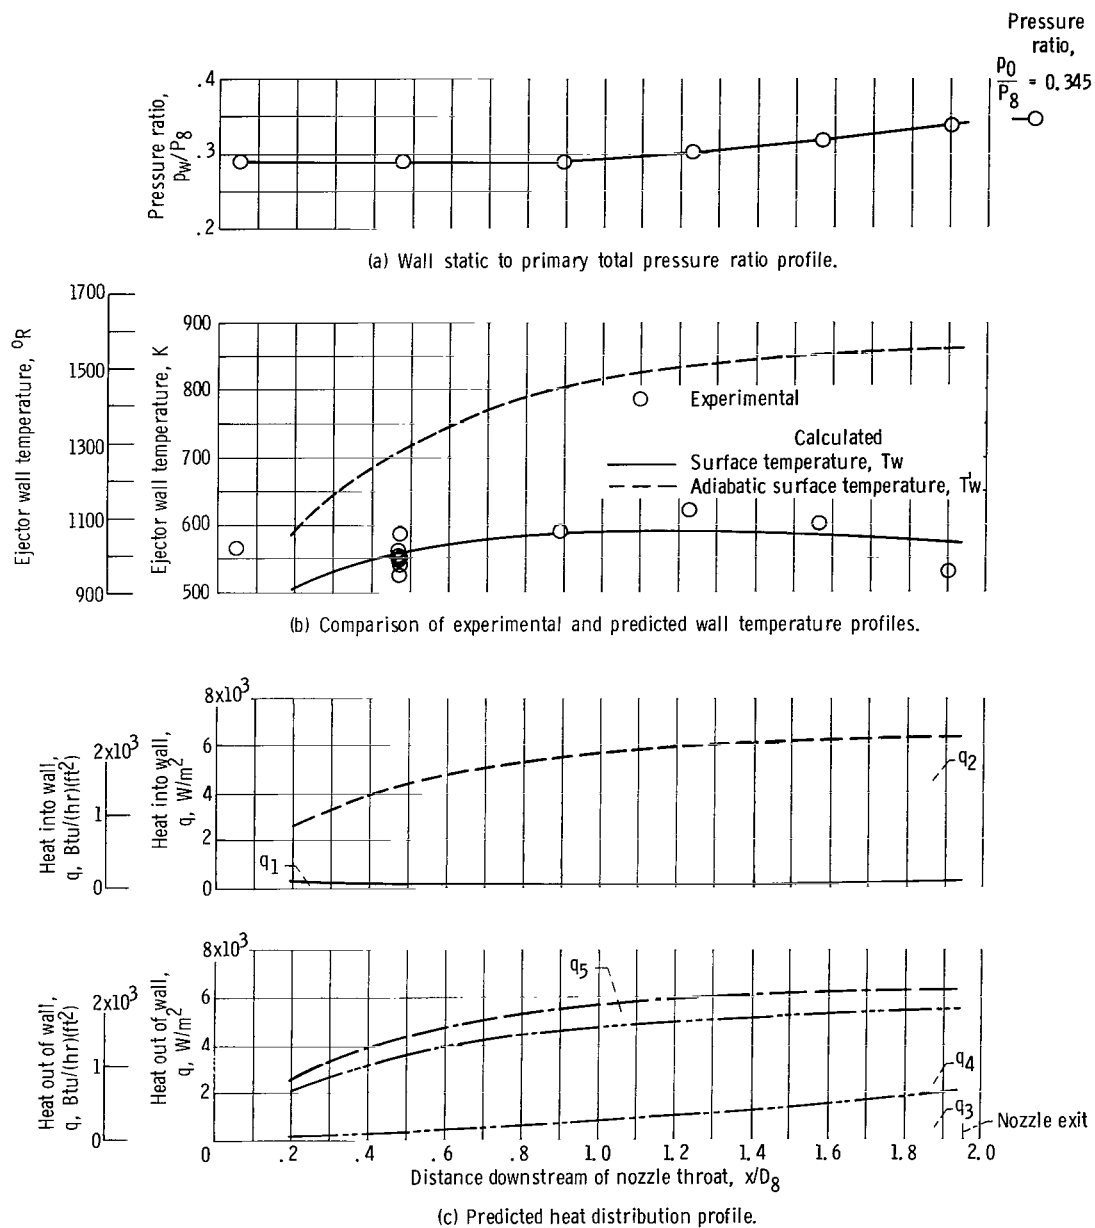 Pressure
ratio,
p0/P8 = 0.345
Pressure ratio,
pw/P8
.4
.3
.2
(a) Wall static to primary total pressure ratio profile.
Ejector wall temperature, °R
1700
1500
1300
1100
900
Ejector wall temperature, K
900
800
700
600
500
Experimental
Calculated
Surface temperature, Tw
Adiabatic surface temperature, T'w
(b) Comparison of experimental and predicted wall temperature profiles.
Heat into wall,
q, Btu/(hr)(ft²)
2x10³
1
0
Heat into wall,
q, W/m²
8x10³
6
4
2
0
q1
q2
Heat out of wall,
q, Btu/(hr)(ft²)
2x10³
1
0
Heat out of wall,
q, W/m²
8x10³
6
4
2
0
q5
q4
q3
Nozzle exit
.2 .4 .6 .8 1.0 1.2 1.4 1.6 1.8 2.0
Distance downstream of nozzle throat, x/D8
(c) Predicted heat distribution profile.